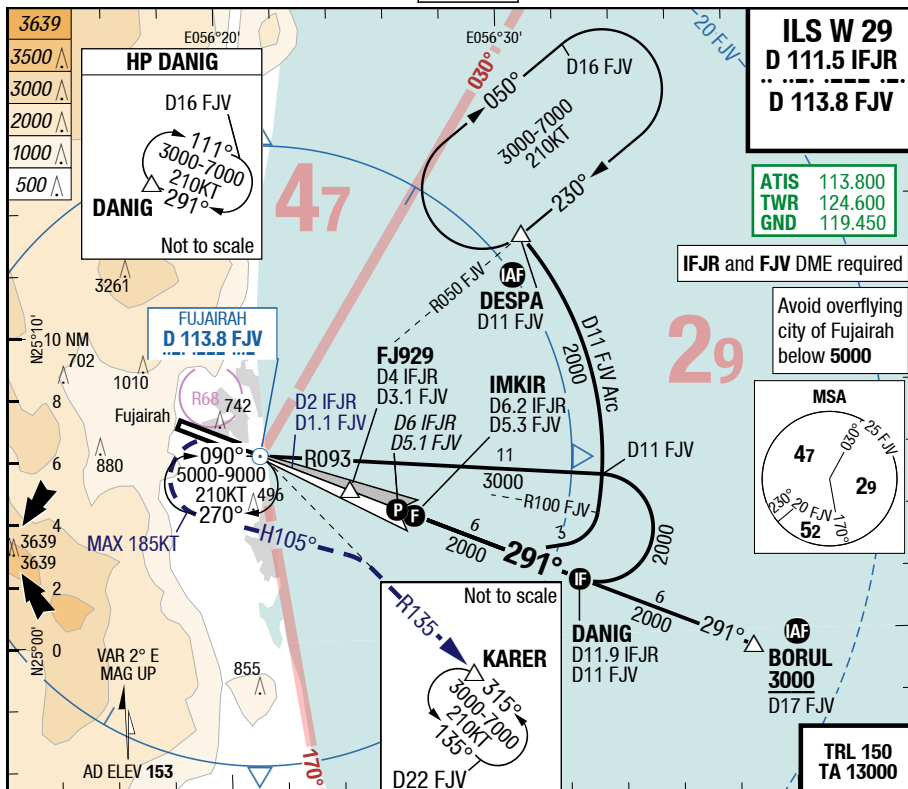 3639
3500
3000
2000
1000
500
E056°20'
E056°30'
20 FJV
ILS W 29
D 111.5 IFJR
D 113.8 FJV
HP DANIG
D16 FJV
111°
3000-7000
210KT
291°
DANIG
Not to scale
47
030°
D16 FJV
050°
3000-7000
210KT
230°
ATIS 113.800
TWR 124.600
GND 119.450
IFJR and FJV DME required
Avoid overflying
city of Fujairah
below 5000
3261
R050 FJV
IAF
DESPA
D11 FJV
D11 FJV Arc
2000
29
FUJAIRAH
D 113.8 FJV
N25°10'
10 NM
702
1010
8
R68
742
Fujairah
FJ929
D4 IFJR
D3.1 FJV
D2 IFJR
D1.1 FJV
D6 IFJR
D5.1 FJV
IMKIR
D6.2 IFJR
D5.3 FJV
MSA
47
030°
25 FJV
29
230°
20 FJV
52
170°
D11 FJV
R093
11
3000
R100 FJV
6
880
090°
5000-9000
210KT
270°
496
P
F
6
2000
291°
5
2000
4
3639
3639
MAX 185KT
H105°
2
N25°00'
0
R135
IF
DANIG
D11.9 IFJR
D11 FJV
6
2000
291°
IAF
BORUL
3000
D17 FJV
Not to scale
KARER
315°
3000-7000
210KT
135°
D22 FJV
VAR 2° E
MAG UP
855
AD ELEV 153
170°
TRL 150
TA 13000